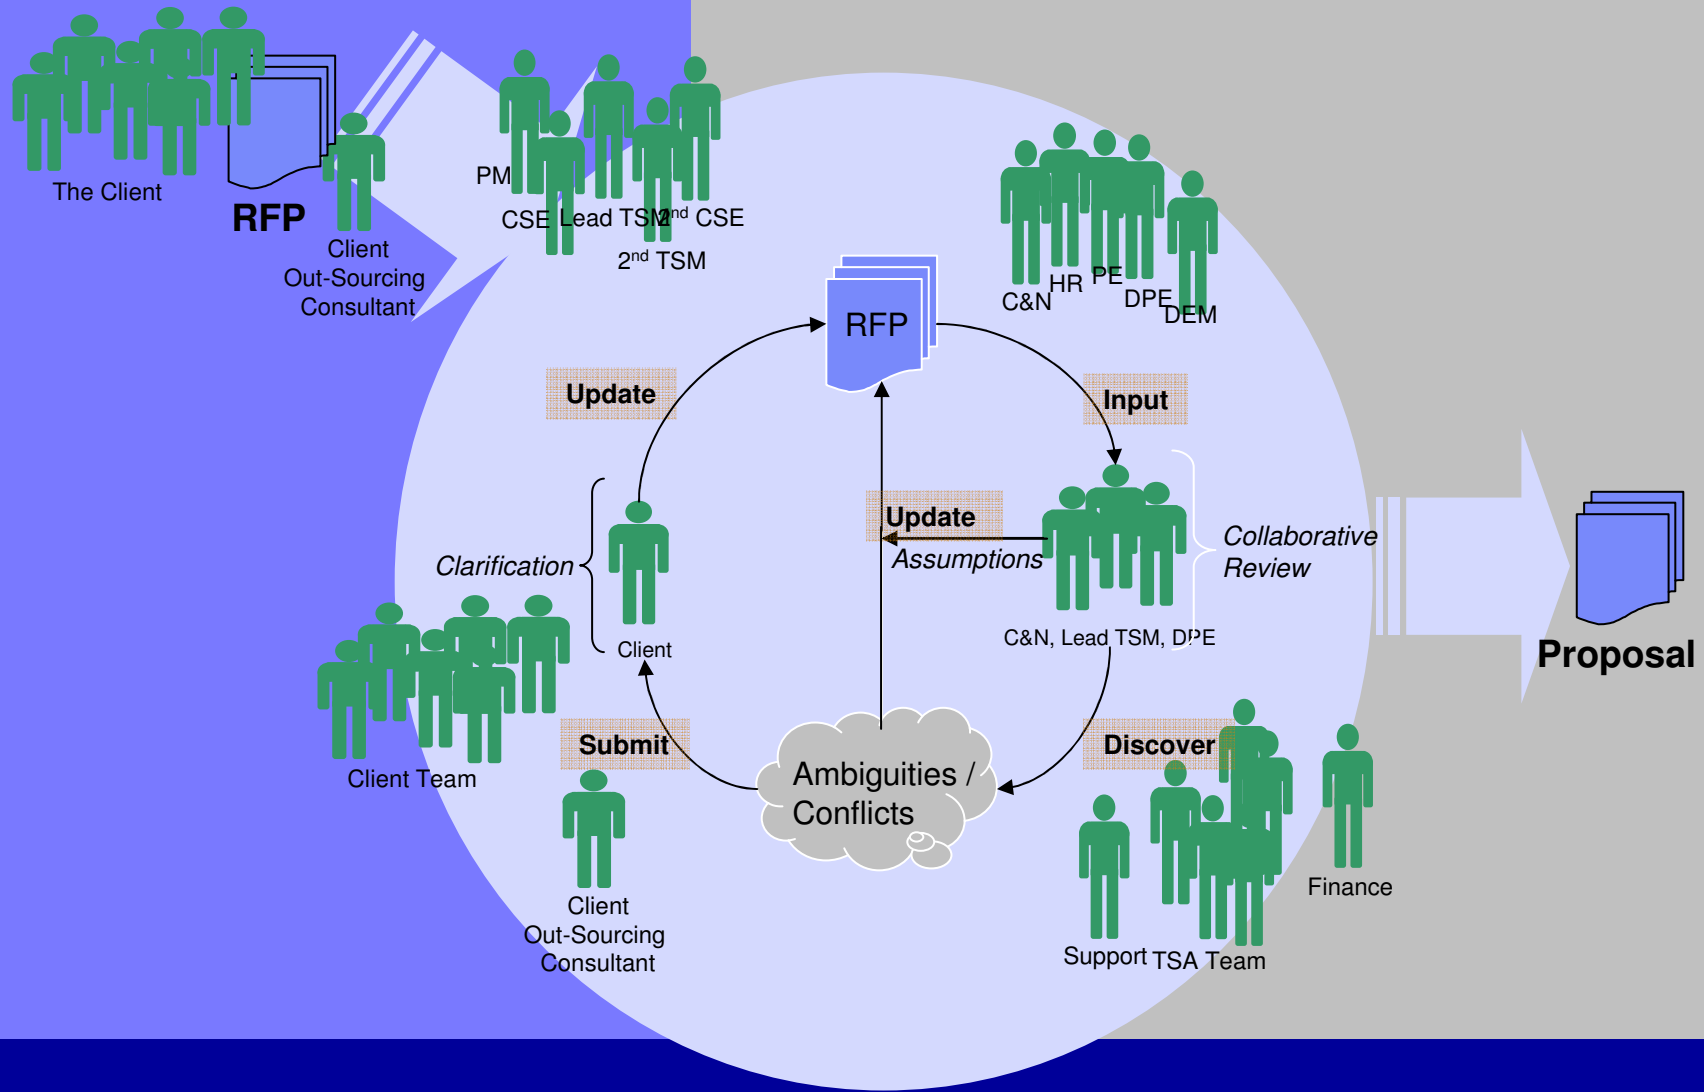 The Client
RFP
Client
Out-Sourcing
Consultant
PM
CSE
Lead TSM
2nd CSE
2nd TSM
C&N
HR
PE
DPE
DEM
RFP
Update
Input
Update
Assumptions
Collaborative
Review
Clarification
Client
C&N, Lead TSM, DPE
Proposal
Client Team
Submit
Ambiguities /
Conflicts
Discover
Client
Out-Sourcing
Consultant
Support
TSA Team
Finance